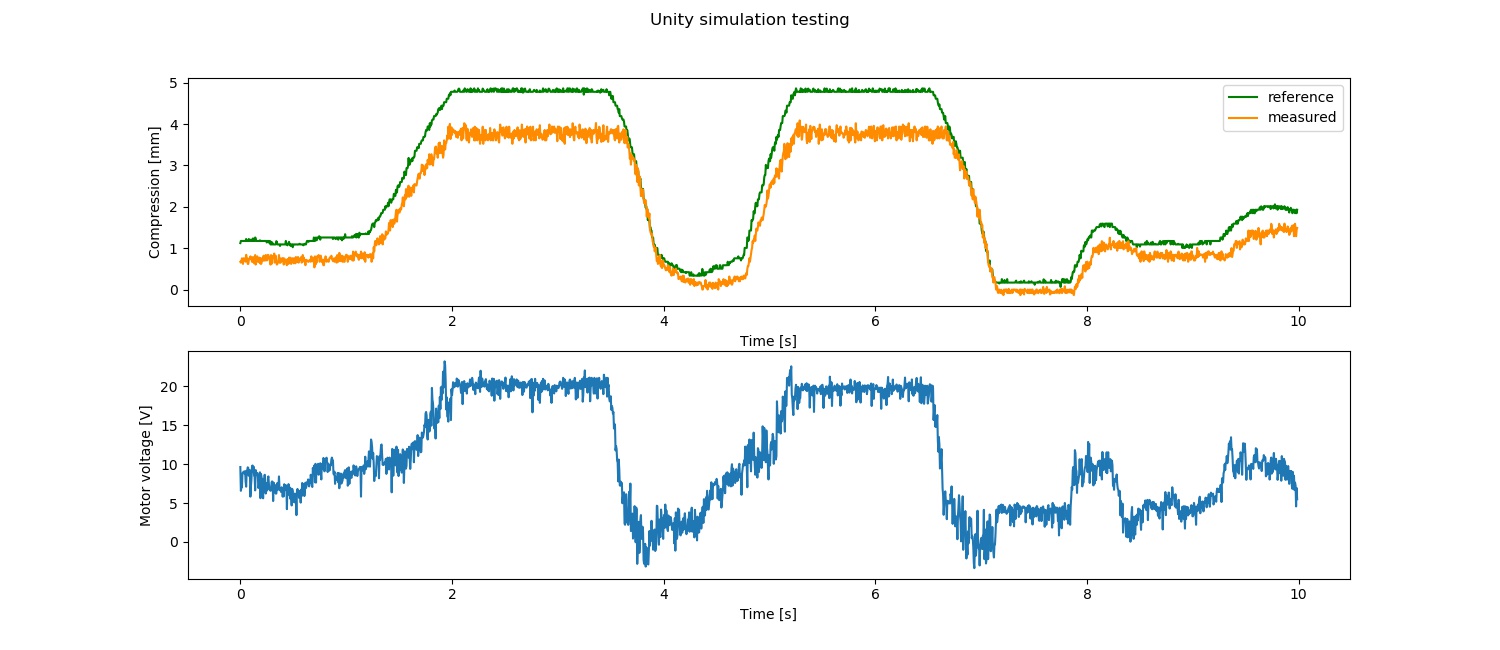 Unity simulation testing
5
4
3
2
1
0
Compression [mm]
reference
measured
0 2 4 6 8 10
Time [s]
20
15
10
5
0
Motor voltage [V]
0 2 4 6 8 10
Time [s]